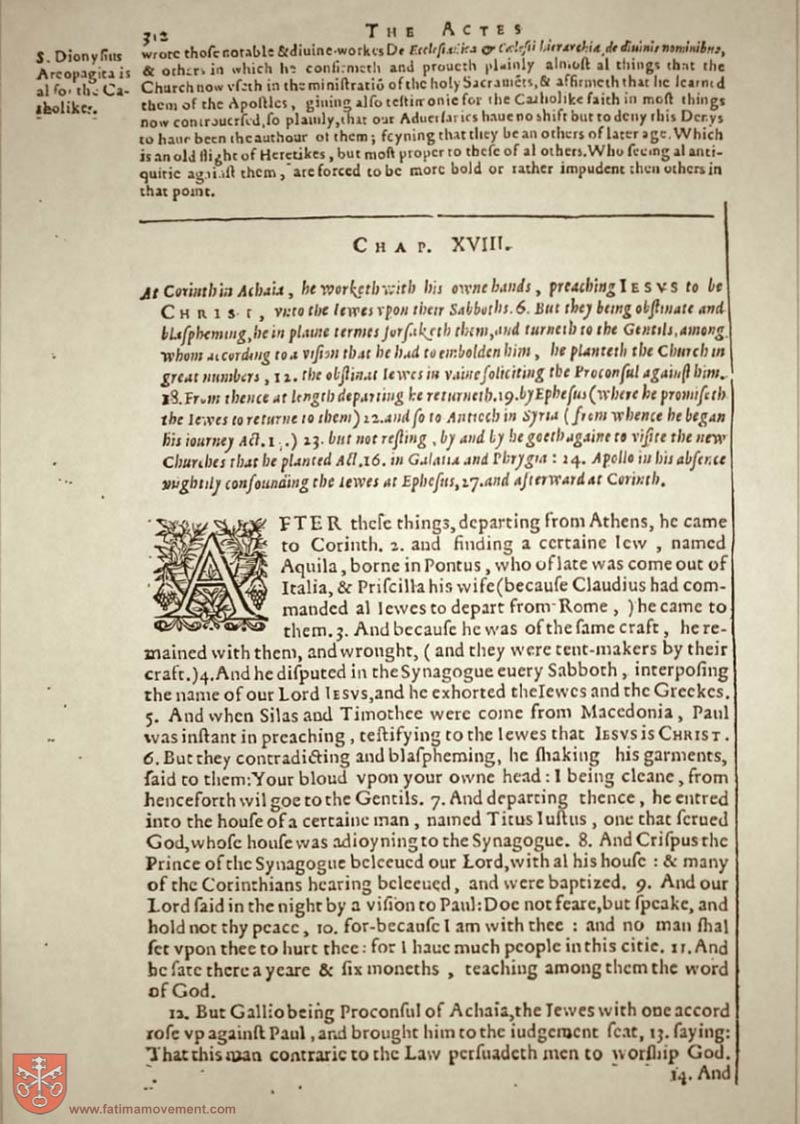 312 THE ACTES
S. Dionysius
Areopagita is
al for the Ca-
tholikes.
wrote thoſe notable & diuine workes De Eccleſiastica & Cælesti hierarchia, de diuinis nominibus,
& others in which he confirmeth and proueth plainly almoſt al things that the
Church now vſeth in the miniſtratiõ of the holy Sacramẽts, & affirmeth that he learned
them of the Apoſtles, giuing alſo teſtimonie for the Catholike faith in moſt things
now controuerſed, ſo plainly, that our Aduerſaries haue no ſhift but to deny this Denys
to haue been the authour of them; feyning that they be an others of later age. Which
is an old ſlight of Heretikes, but moſt proper to theſe of al others. Who ſeeing al anti-
quitie againſt them, are forced to be more bold or rather impudent then others in
that point.
CHAP. XVIII.
At Corinth in Achaia, he worketh with his owne hands, preaching IESVS to be
CHRIST, vnto the Iewes vpon their Sabboths. 6. But they being obſtinate and
blaſpheming, he in plaine termes forſaketh them, and turneth to the Gentils, among
whom according to a viſion that he had to embolden him, he planteth the Church in
great numbers, 12. the obſtinat Iewes in vaine ſoliciting the Proconſul againſt him.
18. From thence at length departing he returneth. 19. by Epheſus (where he promiſeth
the Iewes to returne to them) 22. and ſo to Antioch in Syria (from whence he began
his iourney Act. 15.) 23. but not reſting, by and by he goeth againe to viſite the new
Churches that he planted Act. 16. in Galatia and Phrygia: 24. Apollo in his abſence
mightily confounding the Iewes at Epheſus, 27. and afterward at Corinth.
AFTER theſe things, departing from Athens, he came
to Corinth. 2. and finding a certaine Iew, named
Aquila, borne in Pontus, who of late was come out of
Italia, & Priſcilla his wife (becauſe Claudius had com-
manded al Iewes to depart from Rome, ) he came to
them. 3. And becauſe he was of the ſame craft, he re-
mained with them, and wrought, ( and they were tent-makers by their
craft.) 4. And he diſputed in the Synagogue euery Sabboth, interpoſing
the name of our Lord IESVS, and he exhorted the Iewes and the Greekes.
5. And when Silas and Timothee were come from Macedonia, Paul
was inſtant in preaching, teſtifying to the Iewes that IESVS is CHRIST.
6. But they contradicting and blaſpheming, he ſhaking his garments,
ſaid to them: Your bloud vpon your owne head: I being cleane, from
henceforth wil goe to the Gentils. 7. And departing thence, he entred
into the houſe of a certaine man, named Titus Iuſtus, one that ſerued
God, whoſe houſe was adioyning to the Synagogue. 8. And Criſpus the
Prince of the Synagogue beleeued our Lord, with al his houſe: & many
of the Corinthians hearing beleeued, and were baptized. 9. And our
Lord ſaid in the night by a viſion to Paul: Doe not feare, but ſpeake, and
hold not thy peace, 10. for-becauſe I am with thee: and no man ſhal
ſet vpon thee to hurt thee: for I haue much people in this citie. 11. And
he ſate there a yeare & ſix moneths, teaching among them the word
of God.
12. But Gallio being Proconſul of Achaia, the Iewes with one accord
roſe vp againſt Paul, and brought him to the iudgement ſeat, 13. ſaying:
That this man contrarie to the Law perſuadeth men to worſhip God.
14. And
www.fatimamovement.com